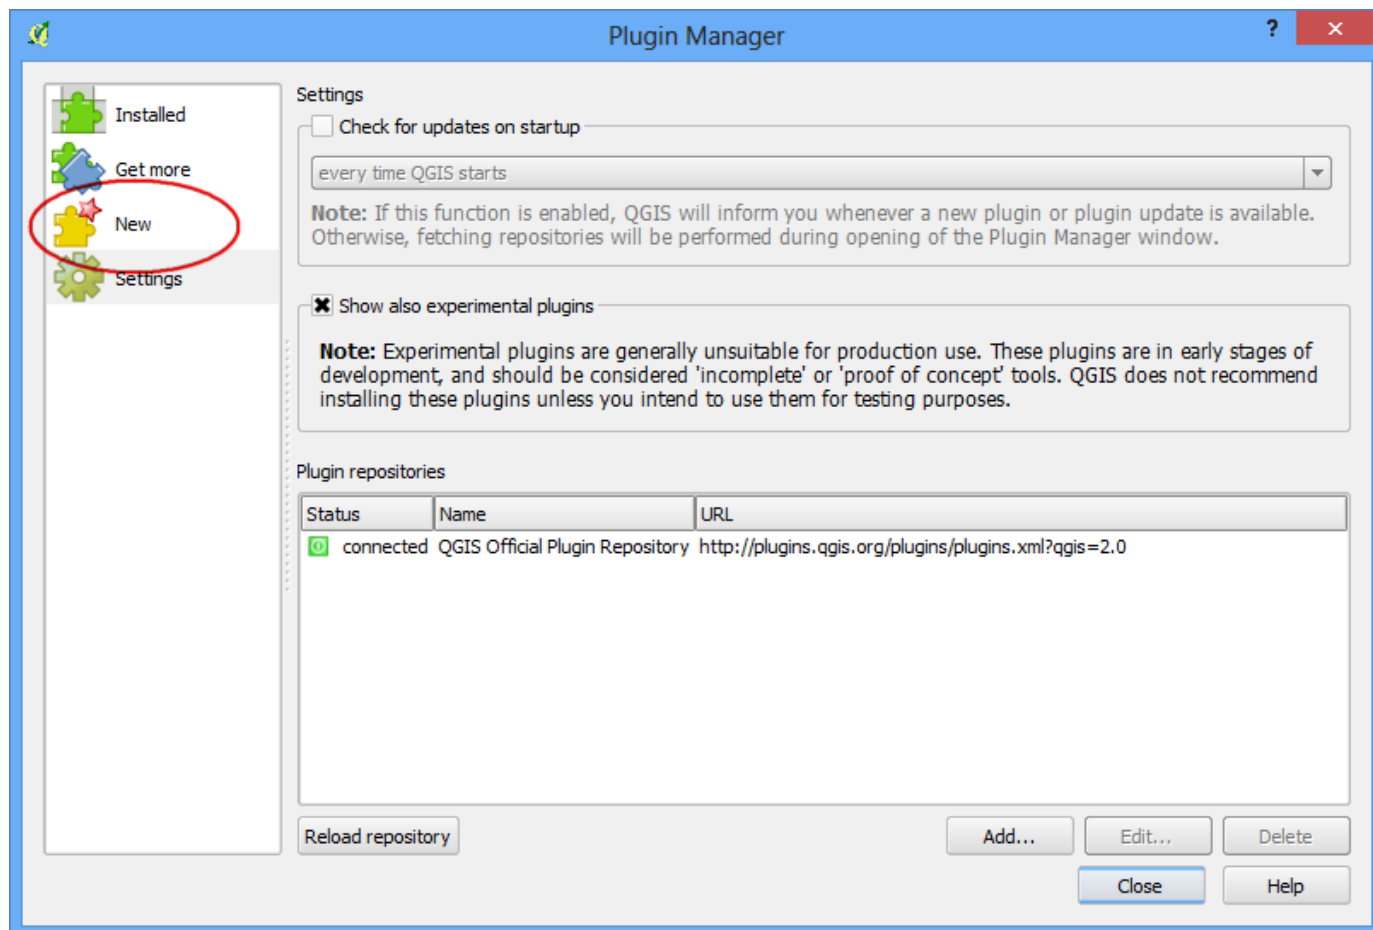 Plugin Manager
?
Installed
Get more
New
Settings
Settings
Check for updates on startup
every time QGIS starts
Note: If this function is enabled, QGIS will inform you whenever a new plugin or plugin update is available.
Otherwise, fetching repositories will be performed during opening of the Plugin Manager window.
Show also experimental plugins
Note: Experimental plugins are generally unsuitable for production use. These plugins are in early stages of
development, and should be considered 'incomplete' or 'proof of concept' tools. QGIS does not recommend
installing these plugins unless you intend to use them for testing purposes.
Plugin repositories
Status Name URL
connected QGIS Official Plugin Repository http://plugins.qgis.org/plugins/plugins.xml?qgis=2.0
Reload repository Add... Edit... Delete
Close Help